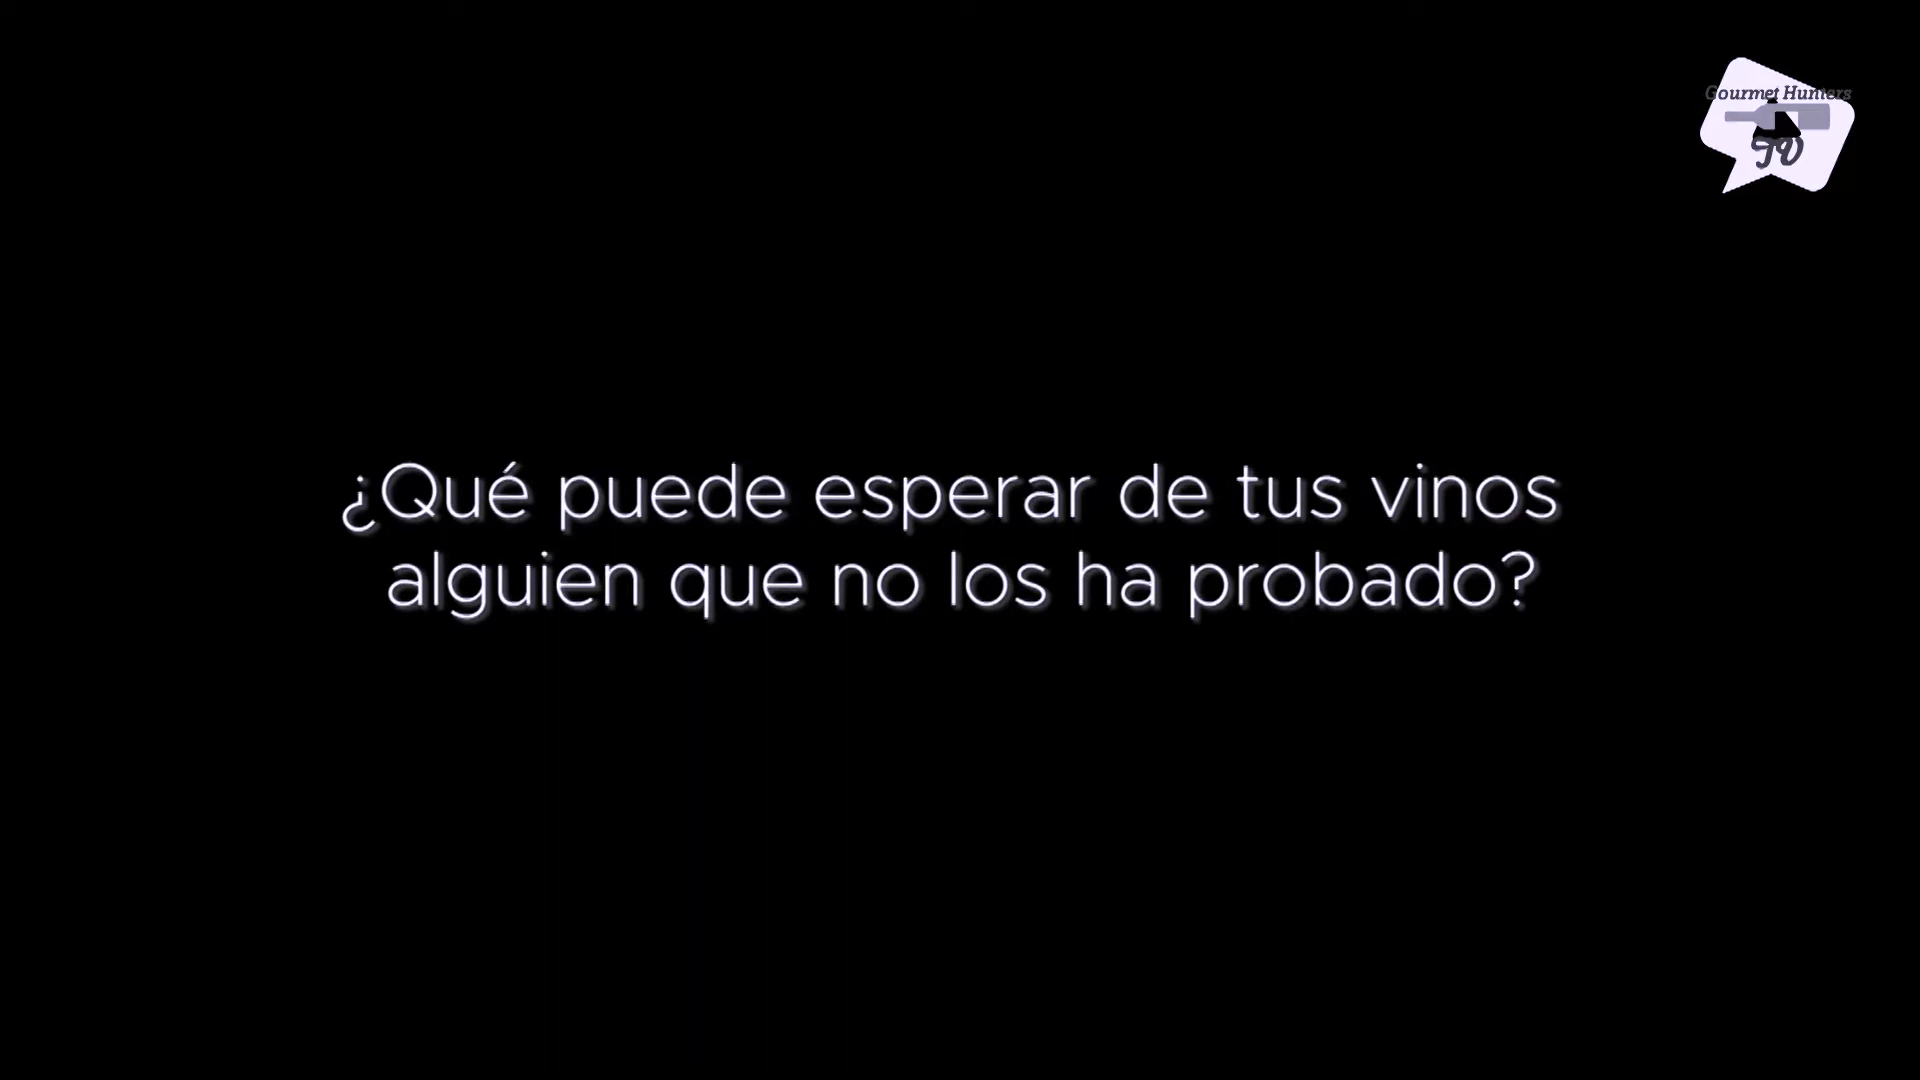 Gourmet Hunters
TV
¿Qué puede esperar de tus vinos
alguien que no los ha probado?